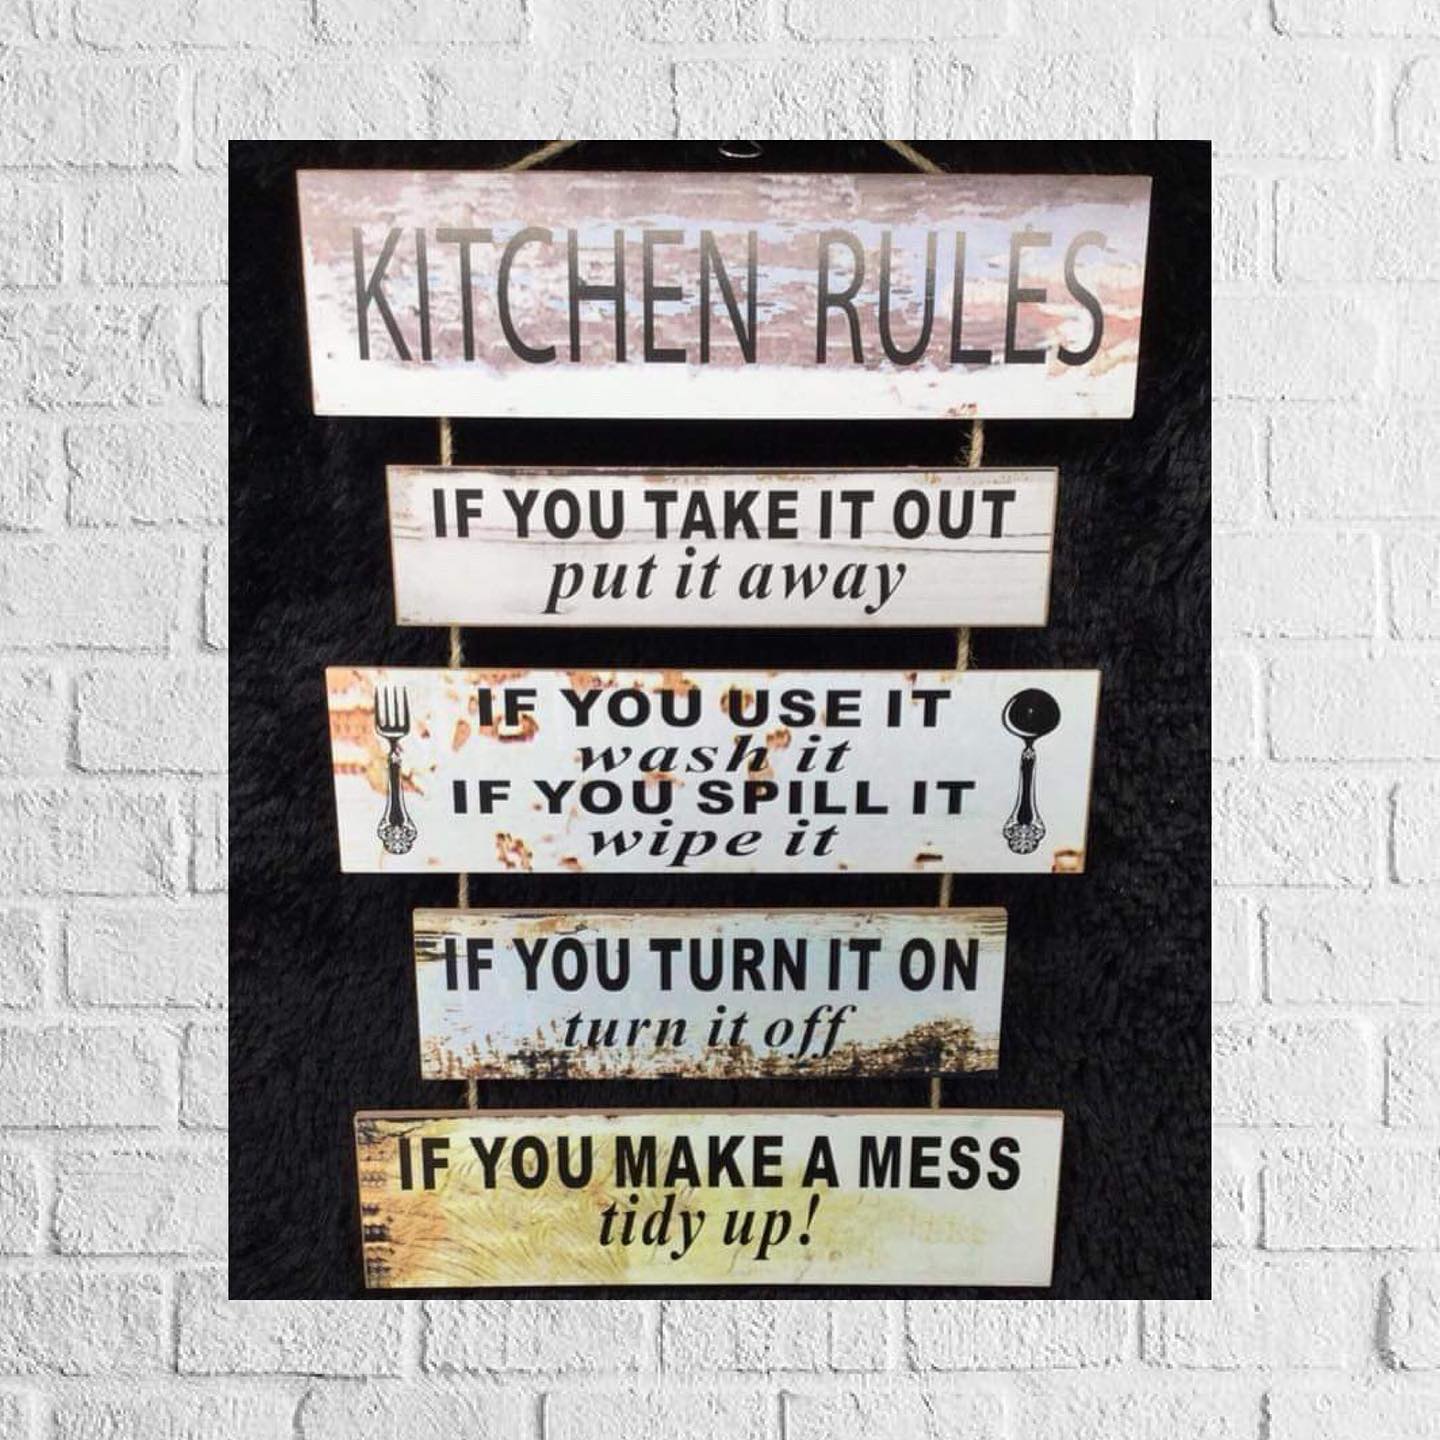 KITCHEN RULES
IF YOU TAKE IT OUT
put it away
IF YOU USE IT
wash it
IF YOU SPILL IT
wipe it
IF YOU TURN IT ON
turn it off
IF YOU MAKE A MESS
tidy up!